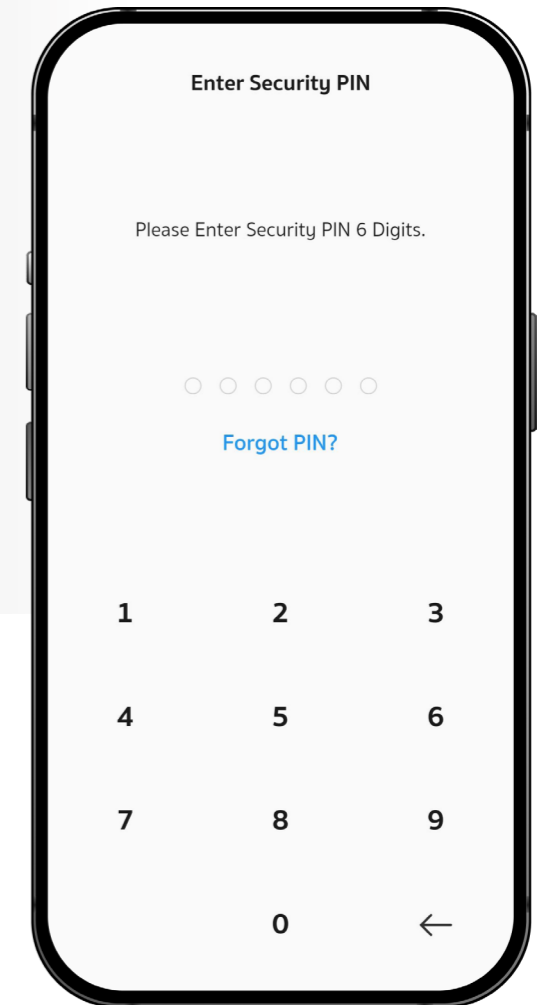 Enter Security PIN
Please Enter Security PIN 6 Digits.
Forgot PIN?
1 2 3
4 5 6
7 8 9
0 ←